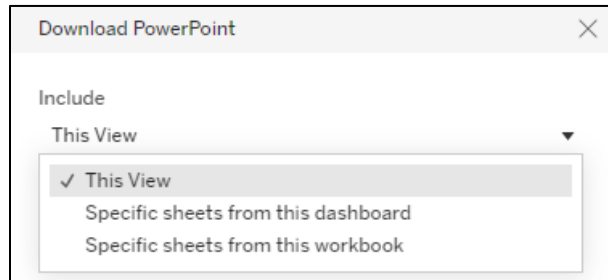 Download PowerPoint
Include
This View
This View
Specific sheets from this dashboard
Specific sheets from this workbook